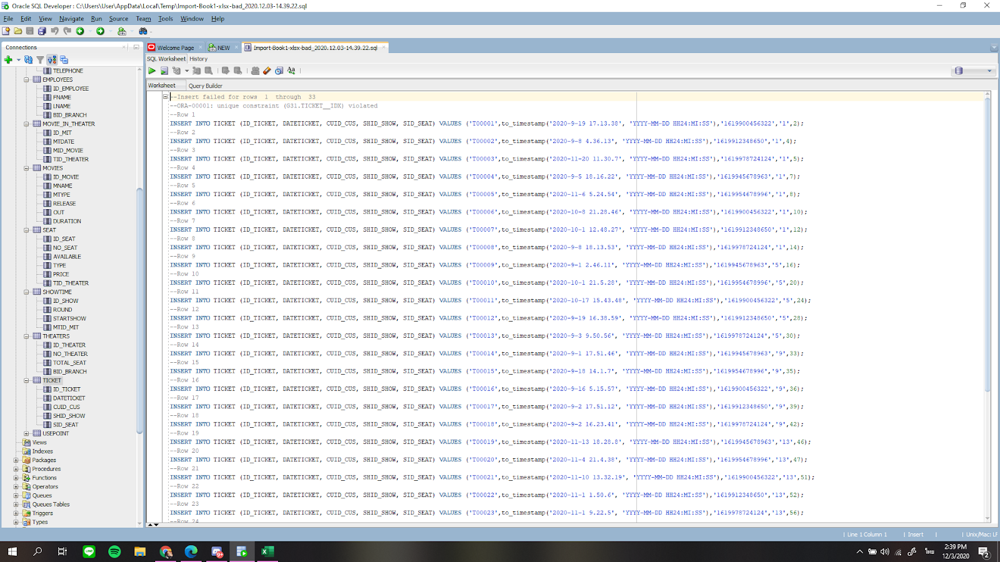 Oracle SQL Developer : C:\Users\User\AppData\Local\Temp\Import-Book1-xlsx-bad_2020.12.03-14.39.22.sql
File Edit View Navigate Run Source Team Tools Window Help
Connections
Welcome Page
NEW
Import-Book1-xlsx-bad_2020.12.03-14.39.22.sql
SQL Worksheet History
Worksheet Query Builder
TELEPHONE
EMPLOYEES
ID_EMPLOYEE
FNAME
LNAME
BID_BRANCH
MOVIE_IN_THEATER
ID_MIT
MTDATE
MID_MOVIE
TID_THEATER
MOVIES
ID_MOVIE
MNAME
MTYPE
RELEASE
OUT
DURATION
SEAT
ID_SEAT
NO_SEAT
AVAILABLE
TYPE
PRICE
TID_THEATER
SHOWTIME
ID_SHOW
ROUND
STARTSHOW
MTID_MIT
THEATERS
ID_THEATER
NO_THEATER
TOTAL_SEAT
BID_BRANCH
TICKET
ID_TICKET
DATETICKET
CUID_CUS
SHID_SHOW
SID_SEAT
USEPOINT
Views
Indexes
Packages
Procedures
Functions
Operators
Queues
Queues Tables
Triggers
Types
--Insert failed for rows 1 through 33
--ORA-00001: unique constraint (G31.TICKET__IDX) violated
--Row 1
INSERT INTO TICKET (ID_TICKET, DATETICKET, CUID_CUS, SHID_SHOW, SID_SEAT) VALUES ('T00001',to_timestamp('2020-9-19 17.13.38', 'YYYY-MM-DD HH24:MI:SS'),'1619900456322','1',2);
--Row 2
INSERT INTO TICKET (ID_TICKET, DATETICKET, CUID_CUS, SHID_SHOW, SID_SEAT) VALUES ('T00002',to_timestamp('2020-9-8 4.36.13', 'YYYY-MM-DD HH24:MI:SS'),'1619912348650','1',4);
--Row 3
INSERT INTO TICKET (ID_TICKET, DATETICKET, CUID_CUS, SHID_SHOW, SID_SEAT) VALUES ('T00003',to_timestamp('2020-11-20 11.30.7', 'YYYY-MM-DD HH24:MI:SS'),'1619978724124','1',5);
--Row 4
INSERT INTO TICKET (ID_TICKET, DATETICKET, CUID_CUS, SHID_SHOW, SID_SEAT) VALUES ('T00004',to_timestamp('2020-9-5 18.16.22', 'YYYY-MM-DD HH24:MI:SS'),'1619945678963','1',7);
--Row 5
INSERT INTO TICKET (ID_TICKET, DATETICKET, CUID_CUS, SHID_SHOW, SID_SEAT) VALUES ('T00005',to_timestamp('2020-11-6 5.24.54', 'YYYY-MM-DD HH24:MI:SS'),'1619954678996','1',8);
--Row 6
INSERT INTO TICKET (ID_TICKET, DATETICKET, CUID_CUS, SHID_SHOW, SID_SEAT) VALUES ('T00006',to_timestamp('2020-10-8 21.28.46', 'YYYY-MM-DD HH24:MI:SS'),'1619900456322','1',10);
--Row 7
INSERT INTO TICKET (ID_TICKET, DATETICKET, CUID_CUS, SHID_SHOW, SID_SEAT) VALUES ('T00007',to_timestamp('2020-10-1 12.48.27', 'YYYY-MM-DD HH24:MI:SS'),'1619912348650','1',12);
--Row 8
INSERT INTO TICKET (ID_TICKET, DATETICKET, CUID_CUS, SHID_SHOW, SID_SEAT) VALUES ('T00008',to_timestamp('2020-9-8 18.13.53', 'YYYY-MM-DD HH24:MI:SS'),'1619978724124','1',14);
--Row 9
INSERT INTO TICKET (ID_TICKET, DATETICKET, CUID_CUS, SHID_SHOW, SID_SEAT) VALUES ('T00009',to_timestamp('2020-9-1 2.46.11', 'YYYY-MM-DD HH24:MI:SS'),'1619945678963','5',16);
--Row 10
INSERT INTO TICKET (ID_TICKET, DATETICKET, CUID_CUS, SHID_SHOW, SID_SEAT) VALUES ('T00010',to_timestamp('2020-10-1 21.5.28', 'YYYY-MM-DD HH24:MI:SS'),'1619954678996','5',20);
--Row 11
INSERT INTO TICKET (ID_TICKET, DATETICKET, CUID_CUS, SHID_SHOW, SID_SEAT) VALUES ('T00011',to_timestamp('2020-10-17 15.43.48', 'YYYY-MM-DD HH24:MI:SS'),'1619900456322','5',24);
--Row 12
INSERT INTO TICKET (ID_TICKET, DATETICKET, CUID_CUS, SHID_SHOW, SID_SEAT) VALUES ('T00012',to_timestamp('2020-9-19 16.38.59', 'YYYY-MM-DD HH24:MI:SS'),'1619912348650','5',28);
--Row 13
INSERT INTO TICKET (ID_TICKET, DATETICKET, CUID_CUS, SHID_SHOW, SID_SEAT) VALUES ('T00013',to_timestamp('2020-9-3 9.50.56', 'YYYY-MM-DD HH24:MI:SS'),'1619978724124','5',30);
--Row 14
INSERT INTO TICKET (ID_TICKET, DATETICKET, CUID_CUS, SHID_SHOW, SID_SEAT) VALUES ('T00014',to_timestamp('2020-9-1 17.51.46', 'YYYY-MM-DD HH24:MI:SS'),'1619945678963','9',33);
--Row 15
INSERT INTO TICKET (ID_TICKET, DATETICKET, CUID_CUS, SHID_SHOW, SID_SEAT) VALUES ('T00015',to_timestamp('2020-9-18 14.1.7', 'YYYY-MM-DD HH24:MI:SS'),'1619954678996','9',35);
--Row 16
INSERT INTO TICKET (ID_TICKET, DATETICKET, CUID_CUS, SHID_SHOW, SID_SEAT) VALUES ('T00016',to_timestamp('2020-9-16 5.15.57', 'YYYY-MM-DD HH24:MI:SS'),'1619900456322','9',36);
--Row 17
INSERT INTO TICKET (ID_TICKET, DATETICKET, CUID_CUS, SHID_SHOW, SID_SEAT) VALUES ('T00017',to_timestamp('2020-9-2 17.51.12', 'YYYY-MM-DD HH24:MI:SS'),'1619912348650','9',39);
--Row 18
INSERT INTO TICKET (ID_TICKET, DATETICKET, CUID_CUS, SHID_SHOW, SID_SEAT) VALUES ('T00018',to_timestamp('2020-9-2 16.23.41', 'YYYY-MM-DD HH24:MI:SS'),'1619978724124','9',42);
--Row 19
INSERT INTO TICKET (ID_TICKET, DATETICKET, CUID_CUS, SHID_SHOW, SID_SEAT) VALUES ('T00019',to_timestamp('2020-11-13 18.28.8', 'YYYY-MM-DD HH24:MI:SS'),'1619945678963','13',46);
--Row 20
INSERT INTO TICKET (ID_TICKET, DATETICKET, CUID_CUS, SHID_SHOW, SID_SEAT) VALUES ('T00020',to_timestamp('2020-11-4 21.4.38', 'YYYY-MM-DD HH24:MI:SS'),'1619954678996','13',47);
--Row 21
INSERT INTO TICKET (ID_TICKET, DATETICKET, CUID_CUS, SHID_SHOW, SID_SEAT) VALUES ('T00021',to_timestamp('2020-11-10 13.32.19', 'YYYY-MM-DD HH24:MI:SS'),'1619900456322','13',51);
--Row 22
INSERT INTO TICKET (ID_TICKET, DATETICKET, CUID_CUS, SHID_SHOW, SID_SEAT) VALUES ('T00022',to_timestamp('2020-11-1 1.50.6', 'YYYY-MM-DD HH24:MI:SS'),'1619912348650','13',52);
--Row 23
INSERT INTO TICKET (ID_TICKET, DATETICKET, CUID_CUS, SHID_SHOW, SID_SEAT) VALUES ('T00023',to_timestamp('2020-11-1 9.22.5', 'YYYY-MM-DD HH24:MI:SS'),'1619978724124','13',56);
--Row 24
Line 1 Column 1 Insert Unix/Mac: LF
LINE
9+
ไทย
2:39 PM
12/3/2020
2